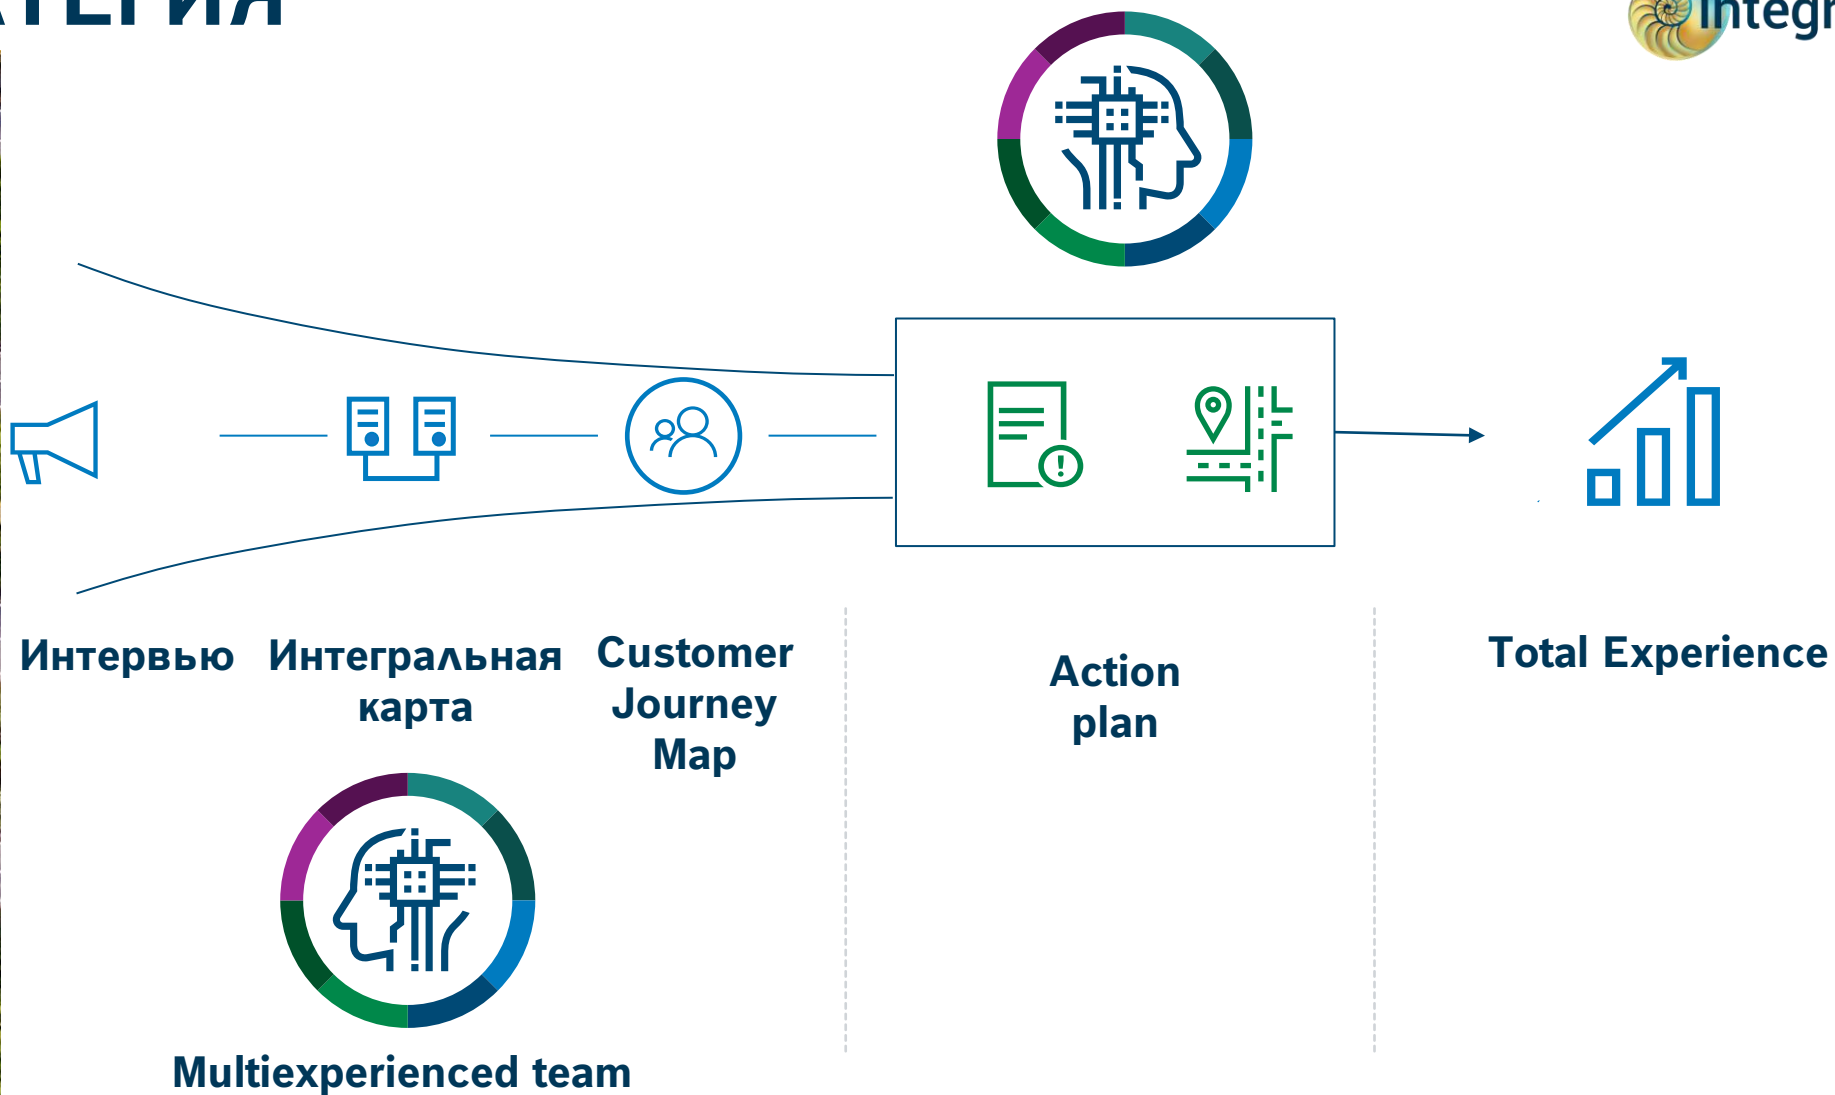 Интервью
Интегральная
карта
Customer
Journey
Map
Action
plan
Total Experience
Multiexperienced team